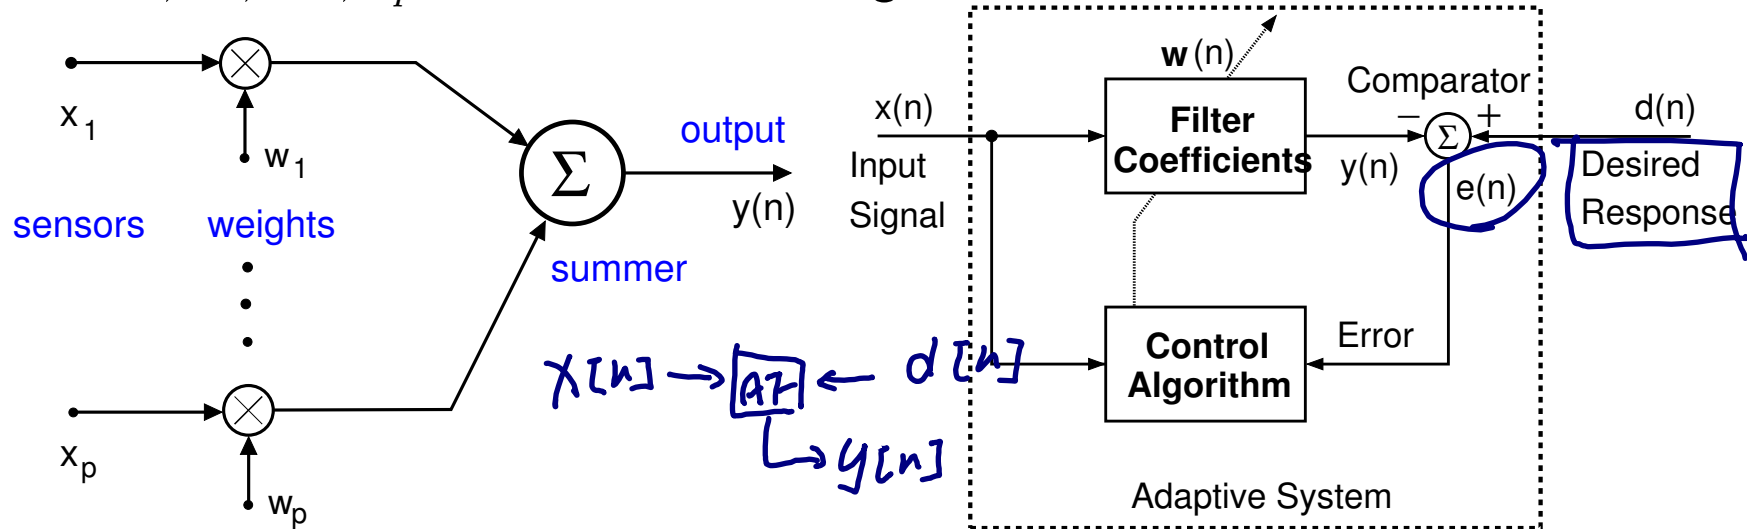 x1
w1
sensors
weights
xp
wp
Σ
summer
output
y(n)
x(n)
Input
Signal
w(n)
Filter
Coefficients
Comparator
− +
Σ
y(n)
e(n)
d(n)
Desired
Response
Control
Algorithm
Error
Adaptive System
x[n] → AF ← d[n]
y[n]